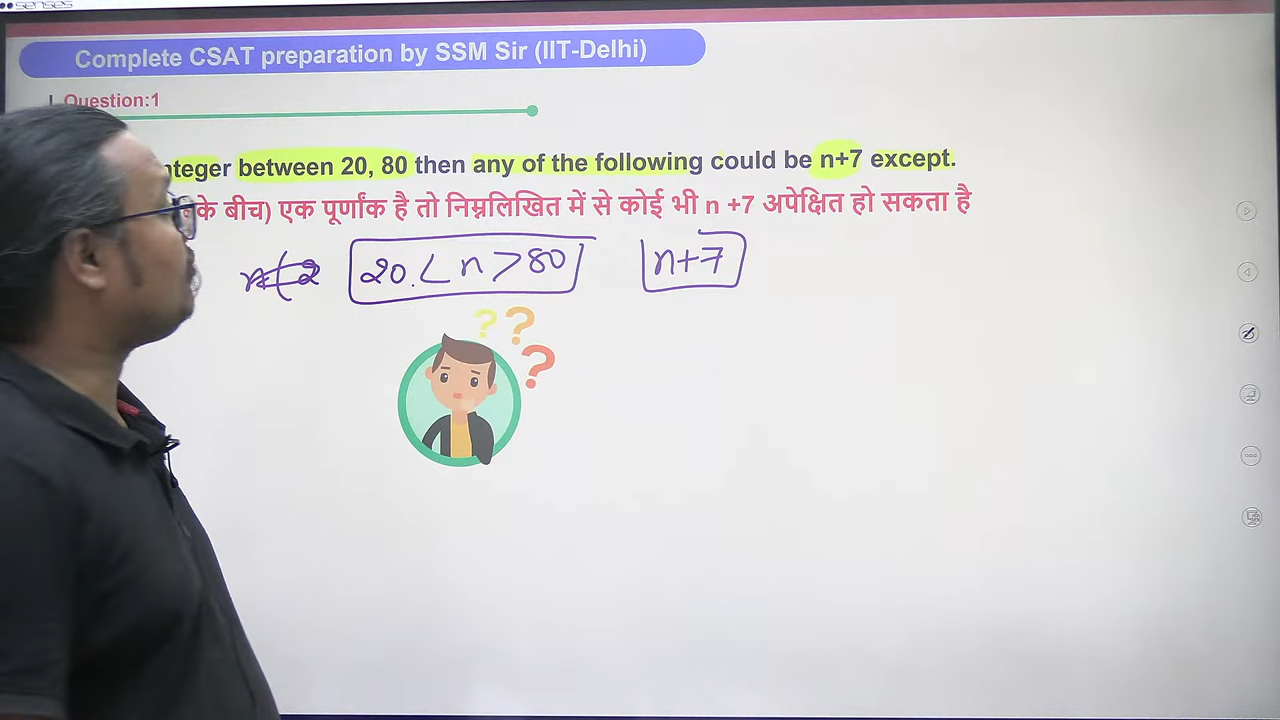 senses
Complete CSAT preparation by SSM Sir (IIT-Delhi)
Question:1
between 20, 80 then any of the following could be n+7 except.
के बीच) एक पूर्णांक है तो निम्नलिखित में से कोई भी n +7 अपेक्षित हो सकता है
20. < n > 80 n+7
? ? ?